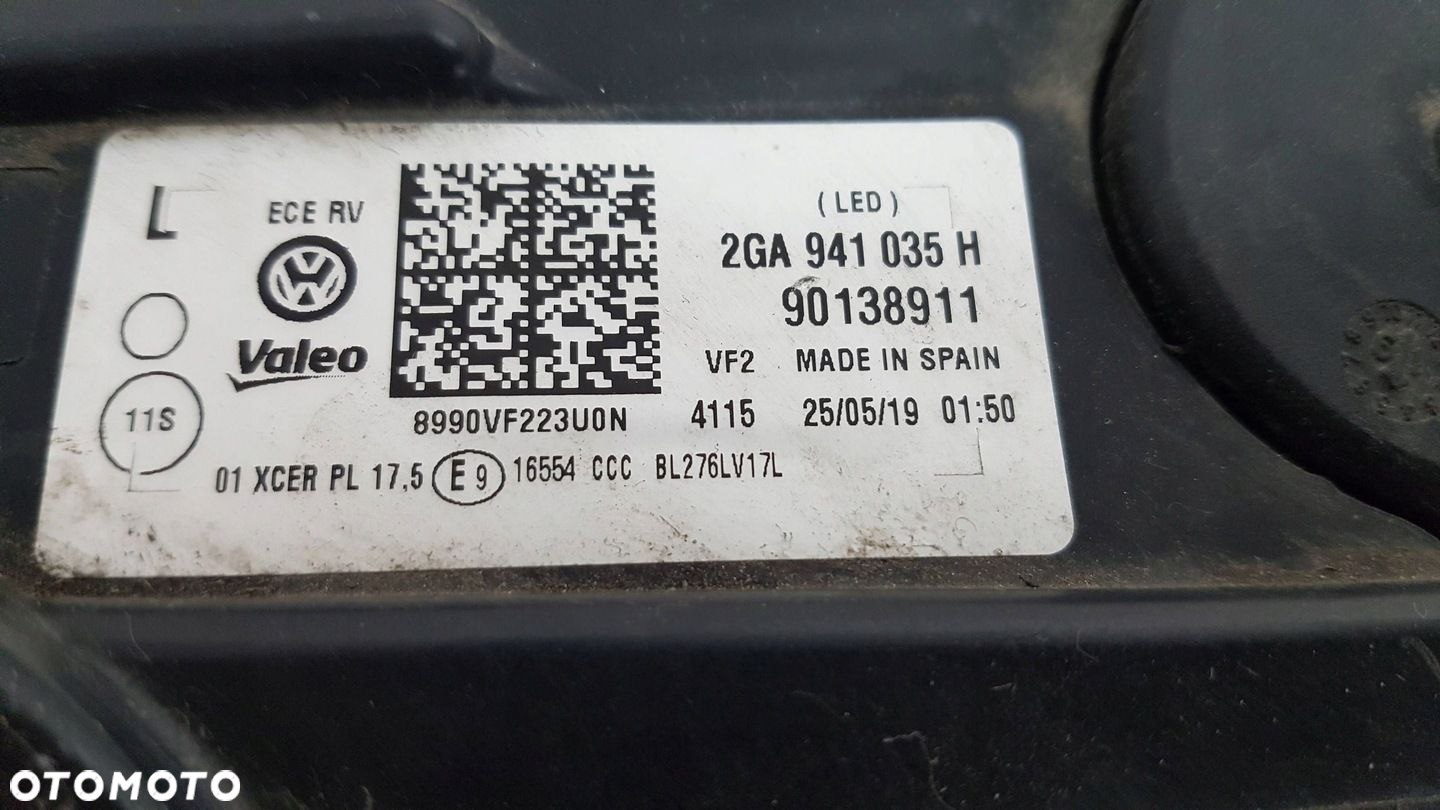 L
ECE RV
(LED)
2GA 941 035 H
90138911
Valeo
VF2 MADE IN SPAIN
11S
8990VF223U0N 4115 25/05/19 01:50
01 XCER PL 17,5 E9 16554 CCC BL276LV17L
OTOMOTO